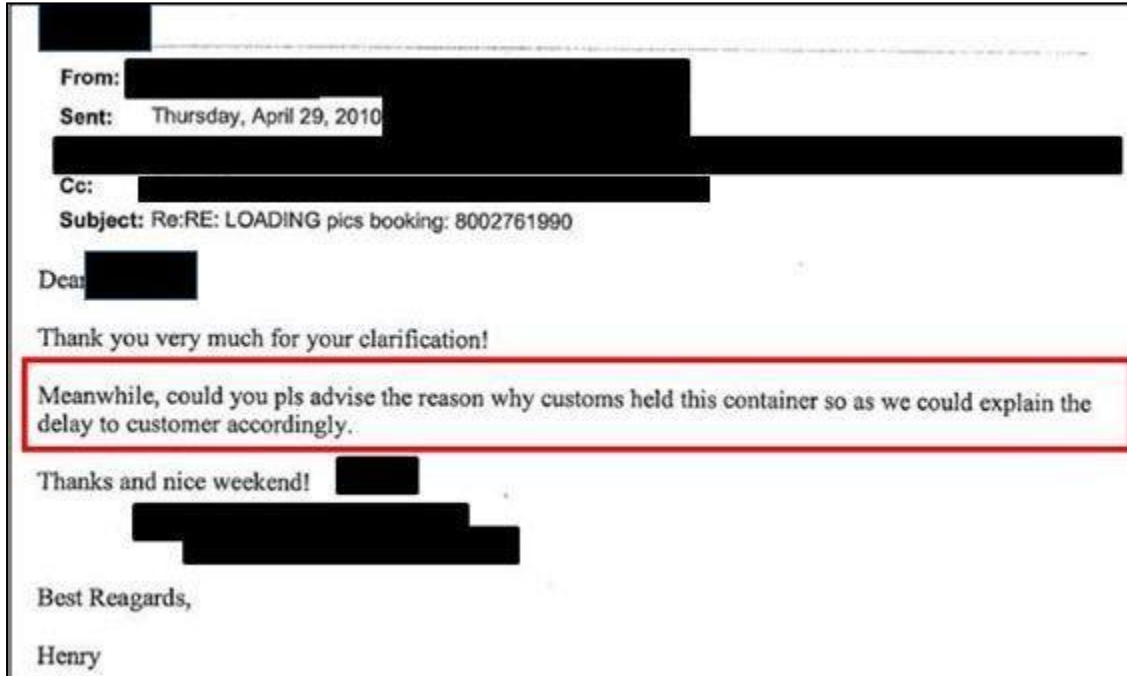 From:
Sent: Thursday, April 29, 2010
Cc:
Subject: Re:RE: LOADING pics booking: 8002761990
Dear
Thank you very much for your clarification!
Meanwhile, could you pls advise the reason why customs held this container so as we could explain the
delay to customer accordingly.
Thanks and nice weekend!
Best Reagards,
Henry